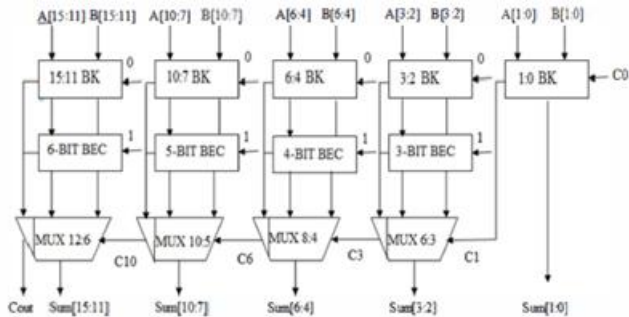 A[15:11] B[15:11] A[10:7] B[10:7] A[6:4] B[6:4] A[3:2] B[3:2] A[1:0] B[1:0]
0 0 0 0
15:11 BK 10:7 BK 6:4 BK 3:2 BK 1:0 BK C0
1 1 1 1
6-BIT BEC 5-BIT BEC 4-BIT BEC 3-BIT BEC
MUX 12:6 MUX 10:5 MUX 8:4 MUX 6:3
C10 C6 C3 C1
Cout Sum[15:11] Sum[10:7] Sum[6:4] Sum[3:2] Sum[1:0]